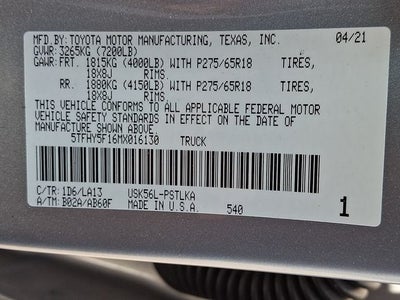 MFD.BY:TOYOTA MOTOR MANUFACTURING, TEXAS, INC. 04/21
GVWR: 3265KG (7200LB)
GAWR:FRT. 1815KG (4000LB) WITH P275/65R18 TIRES,
18X8J RIMS.
RR. 1880KG (4150LB) WITH P275/65R18 TIRES,
18X8J RIMS.
THIS VEHICLE CONFORMS TO ALL APPLICABLE FEDERAL MOTOR
VEHICLE SAFETY STANDARDS IN EFFECT ON THE DATE OF
MANUFACTURE SHOWN ABOVE.
5TFHY5F16MX016130 TRUCK
C/TR:1D6/LA13 USK56L-PSTLKA
A/TM:B02A/AB60F MADE IN U.S.A. 540 1